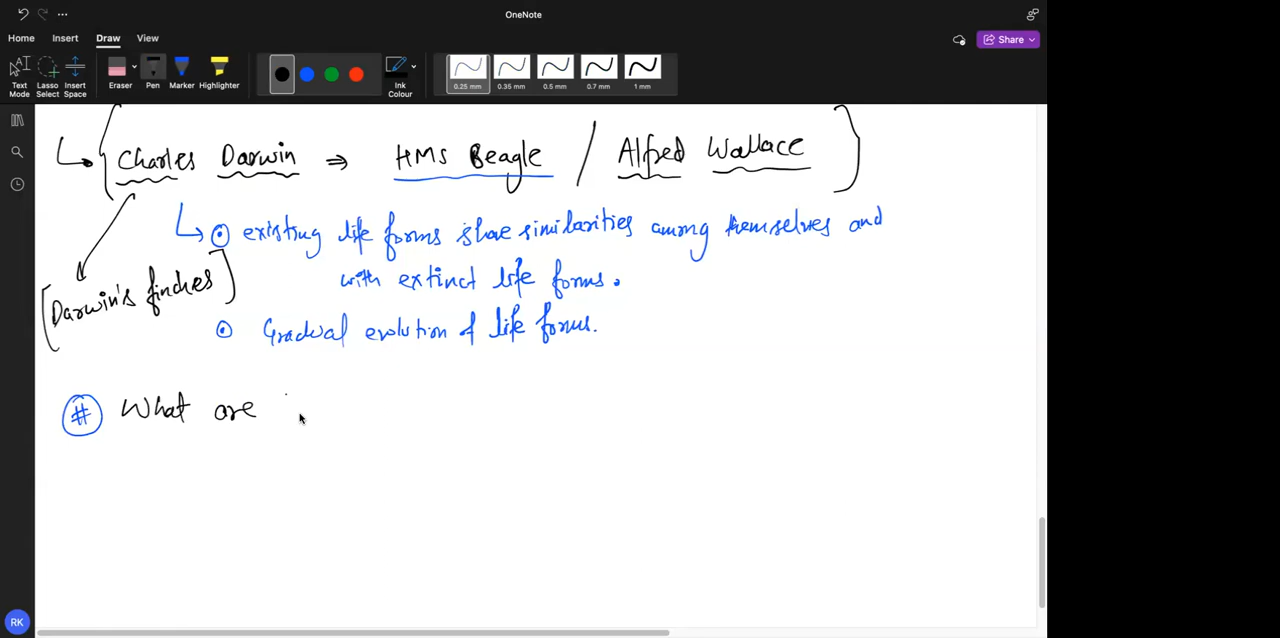 OneNote
Home Insert Draw View
Share
Text Mode
Lasso Select
Insert Space
Eraser
Pen
Marker
Highlighter
Ink Colour
0.25 mm 0.35 mm 0.5 mm 0.7 mm 1 mm
Charles Darwin ⇒ HMS Beagle / Alfred Wallace
existing life forms share similarities among themselves and
with extinct life forms.
[Darwin's finches]
Gradual evolution of life forms.
# What are
RK